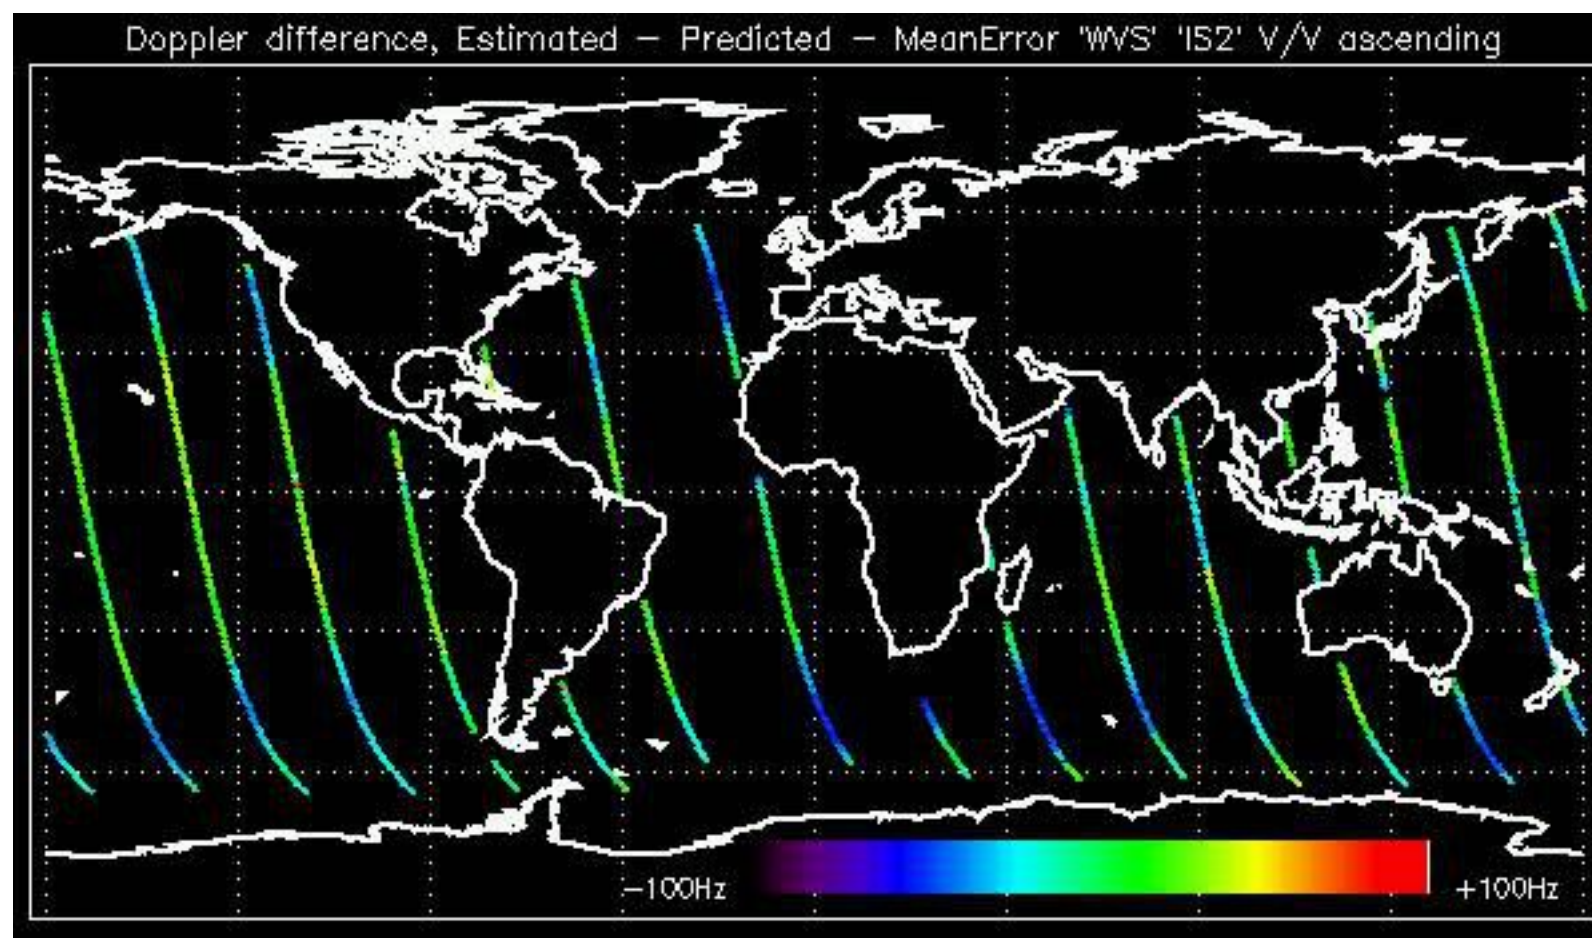 Doppler difference, Estimated - Predicted - MeanError 'WVS' 'IS2' V/V ascending
-100Hz +100Hz